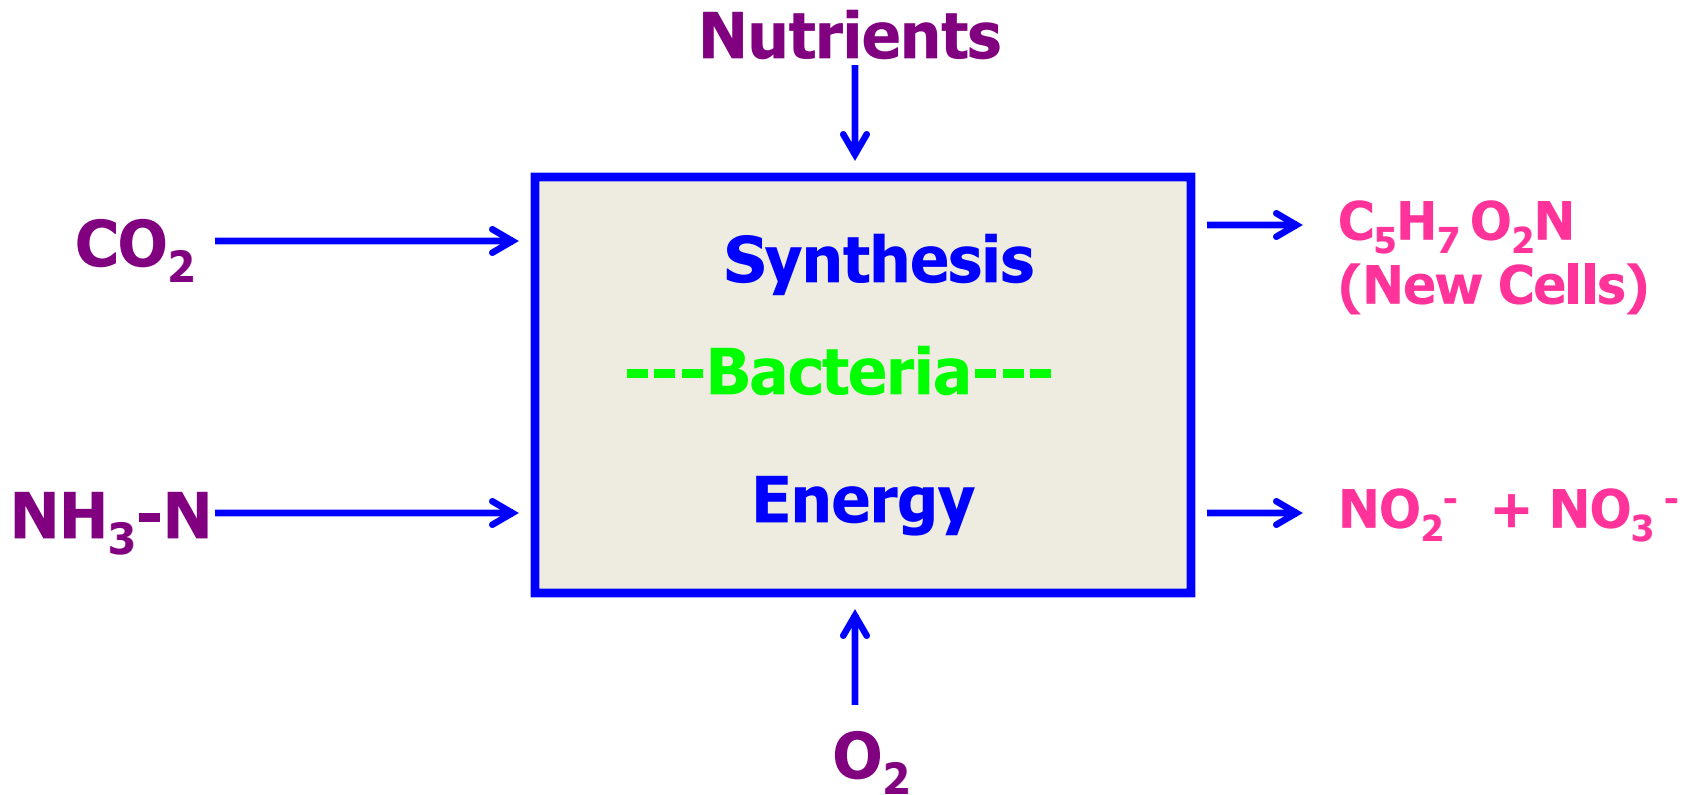 Nutrients
CO₂
Synthesis
C₅H₇ O₂N
(New Cells)
---Bacteria---
NH₃-N
Energy
NO₂⁻ + NO₃⁻
O₂